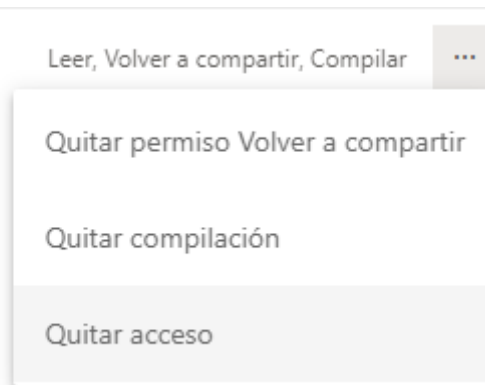 Leer, Volver a compartir, Compilar ...
Quitar permiso Volver a compartir
Quitar compilación
Quitar acceso